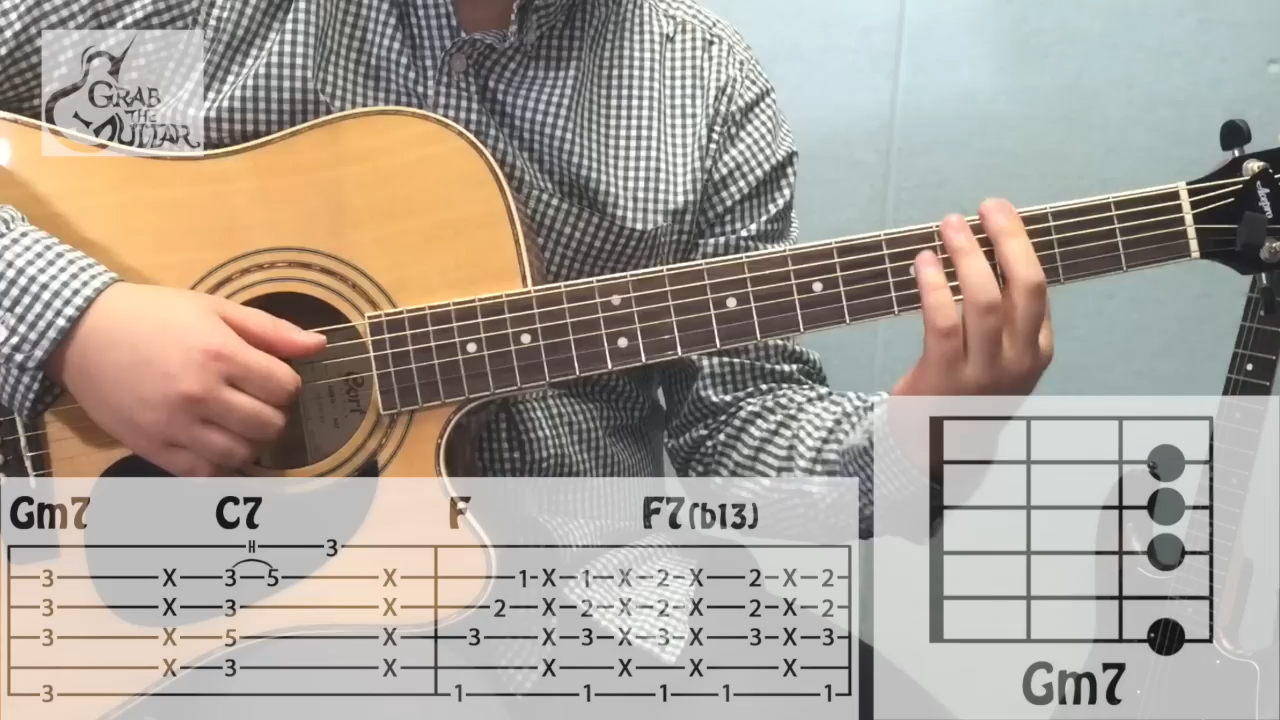 GRAB
THE
GUITAR
Cort
Gm7 C7 F F7(b13)
H 3
3 X 3 5 X 1 X 1 X 2 X 2 X 2
3 X 3 X 2 X 2 X 2 X 2 X 2
3 X 5 X 3 X 3 X 3 X 3 X 3
X 3 X X X X X
3 1 1 1 1 1
Gm7